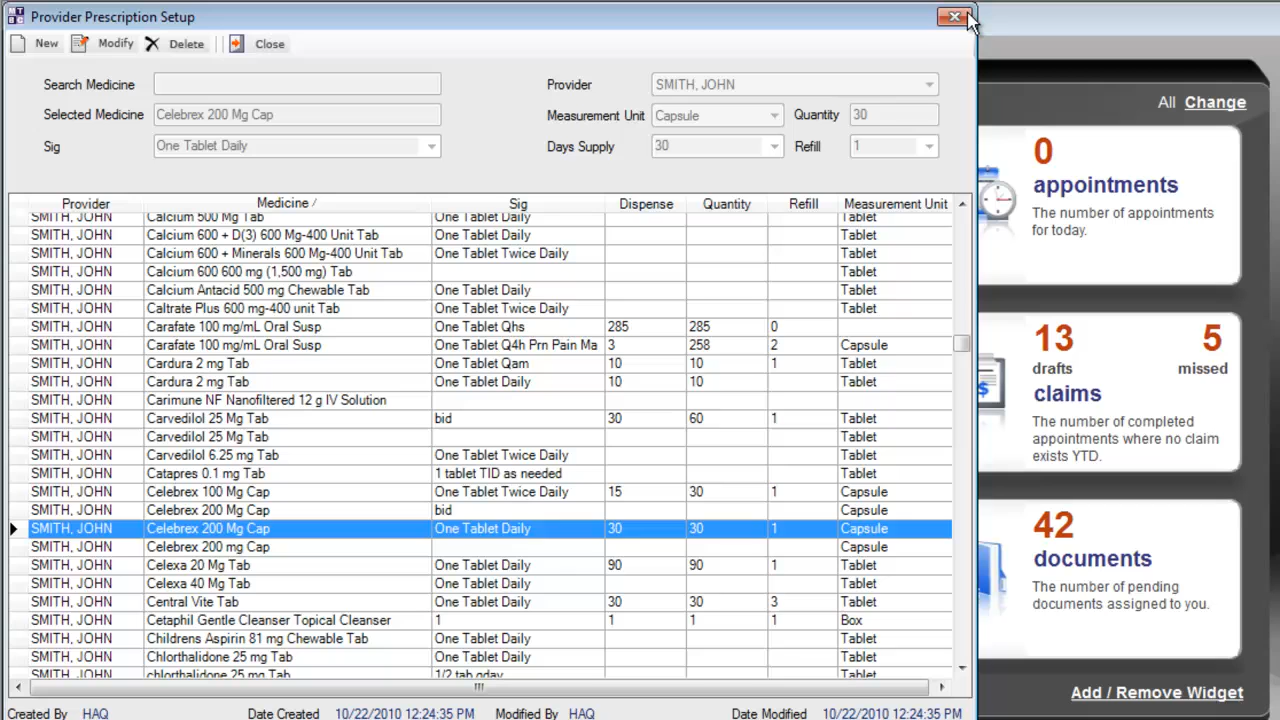 Provider Prescription Setup
New Modify Delete Close
Search Medicine Provider SMITH, JOHN
Selected Medicine Celebrex 200 Mg Cap Measurement Unit Capsule Quantity 30
Sig One Tablet Daily Days Supply 30 Refill 1
Provider Medicine / Sig Dispense Quantity Refill Measurement Unit
SMITH, JOHN Calcium 500 Mg Tab One Tablet Daily Tablet
SMITH, JOHN Calcium 600 + D(3) 600 Mg-400 Unit Tab One Tablet Daily Tablet
SMITH, JOHN Calcium 600 + Minerals 600 Mg-400 Unit Tab One Tablet Twice Daily Tablet
SMITH, JOHN Calcium 600 600 mg (1,500 mg) Tab Tablet
SMITH, JOHN Calcium Antacid 500 mg Chewable Tab One Tablet Daily Tablet
SMITH, JOHN Caltrate Plus 600 mg-400 unit Tab One Tablet Twice Daily Tablet
SMITH, JOHN Carafate 100 mg/mL Oral Susp One Tablet Qhs 285 285 0
SMITH, JOHN Carafate 100 mg/mL Oral Susp One Tablet Q4h Prn Pain Ma 3 258 2 Capsule
SMITH, JOHN Cardura 2 mg Tab One Tablet Qam 10 10 1 Tablet
SMITH, JOHN Cardura 2 mg Tab One Tablet Daily 10 10 Tablet
SMITH, JOHN Carimune NF Nanofiltered 12 g IV Solution
SMITH, JOHN Carvedilol 25 Mg Tab bid 30 60 1 Tablet
SMITH, JOHN Carvedilol 25 Mg Tab Tablet
SMITH, JOHN Carvedilol 6.25 mg Tab One Tablet Twice Daily Tablet
SMITH, JOHN Catapres 0.1 mg Tab 1 tablet TID as needed Tablet
SMITH, JOHN Celebrex 100 Mg Cap One Tablet Twice Daily 15 30 1 Capsule
SMITH, JOHN Celebrex 200 Mg Cap bid Capsule
SMITH, JOHN Celebrex 200 Mg Cap One Tablet Daily 30 30 1 Capsule
SMITH, JOHN Celebrex 200 mg Cap Capsule
SMITH, JOHN Celexa 20 Mg Tab One Tablet Daily 90 90 1 Tablet
SMITH, JOHN Celexa 40 Mg Tab One Tablet Daily Tablet
SMITH, JOHN Central Vite Tab One Tablet Daily 30 30 3 Tablet
SMITH, JOHN Cetaphil Gentle Cleanser Topical Cleanser 1 1 1 1 Box
SMITH, JOHN Childrens Aspirin 81 mg Chewable Tab One Tablet Daily Tablet
SMITH, JOHN Chlorthalidone 25 mg Tab One Tablet Daily Tablet
SMITH, JOHN chlorthalidone 25 mg Tab 1/2 tab qday Tablet
Created By HAQ Date Created 10/22/2010 12:24:35 PM Modified By HAQ Date Modified 10/22/2010 12:24:35 PM
All Change
0
appointments
The number of appointments
for today.
13 5
drafts missed
claims
The number of completed
appointments where no claim
exists YTD.
42
documents
The number of pending
documents assigned to you.
Add / Remove Widget